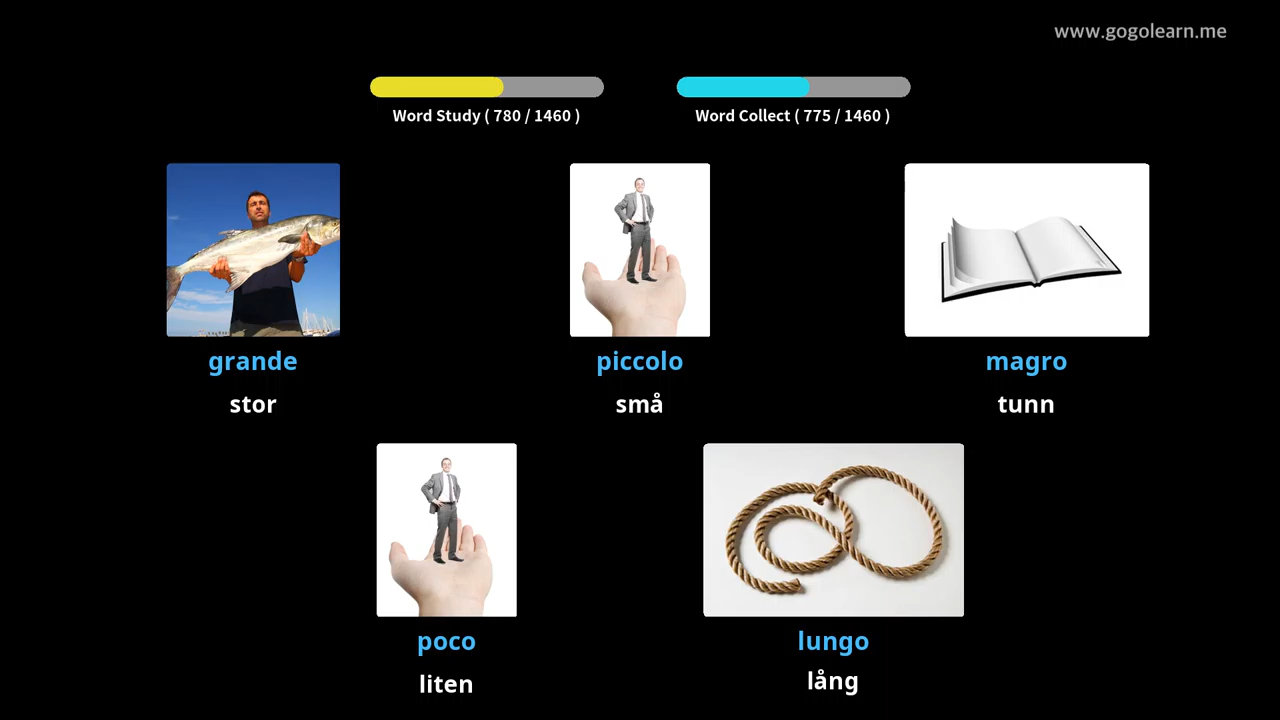 www.gogolearn.me
Word Study ( 780 / 1460 )
Word Collect ( 775 / 1460 )
grande
stor
piccolo
små
magro
tunn
poco
liten
lungo
lång